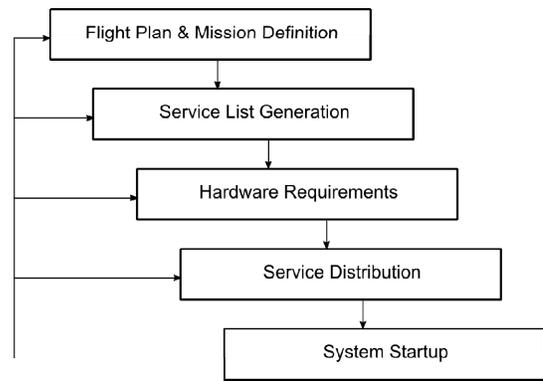 Flight Plan & Mission Definition
Service List Generation
Hardware Requirements
Service Distribution
System Startup